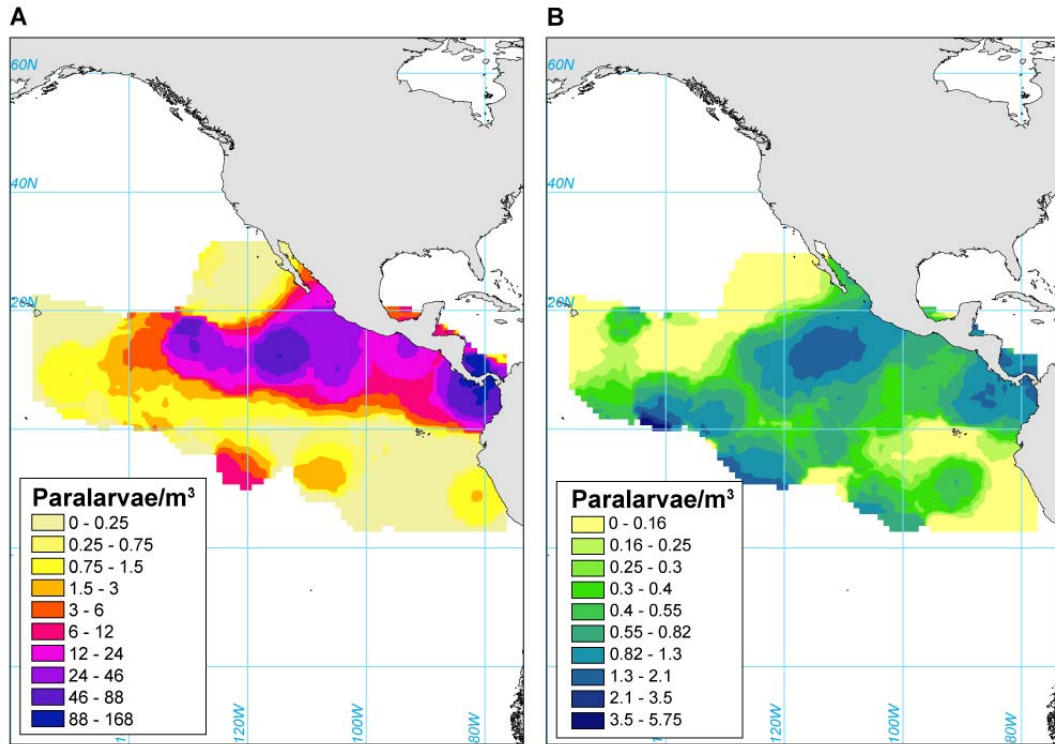 A
B
60N
60N
40N
40N
20N
20N
Paralarvae/m³
0 - 0.25
0.25 - 0.75
0.75 - 1.5
1.5 - 3
3 - 6
6 - 12
12 - 24
24 - 46
46 - 88
88 - 168
120W
100W
80W
Paralarvae/m³
0 - 0.16
0.16 - 0.25
0.25 - 0.3
0.3 - 0.4
0.4 - 0.55
0.55 - 0.82
0.82 - 1.3
1.3 - 2.1
2.1 - 3.5
3.5 - 5.75
120W
100W
80W